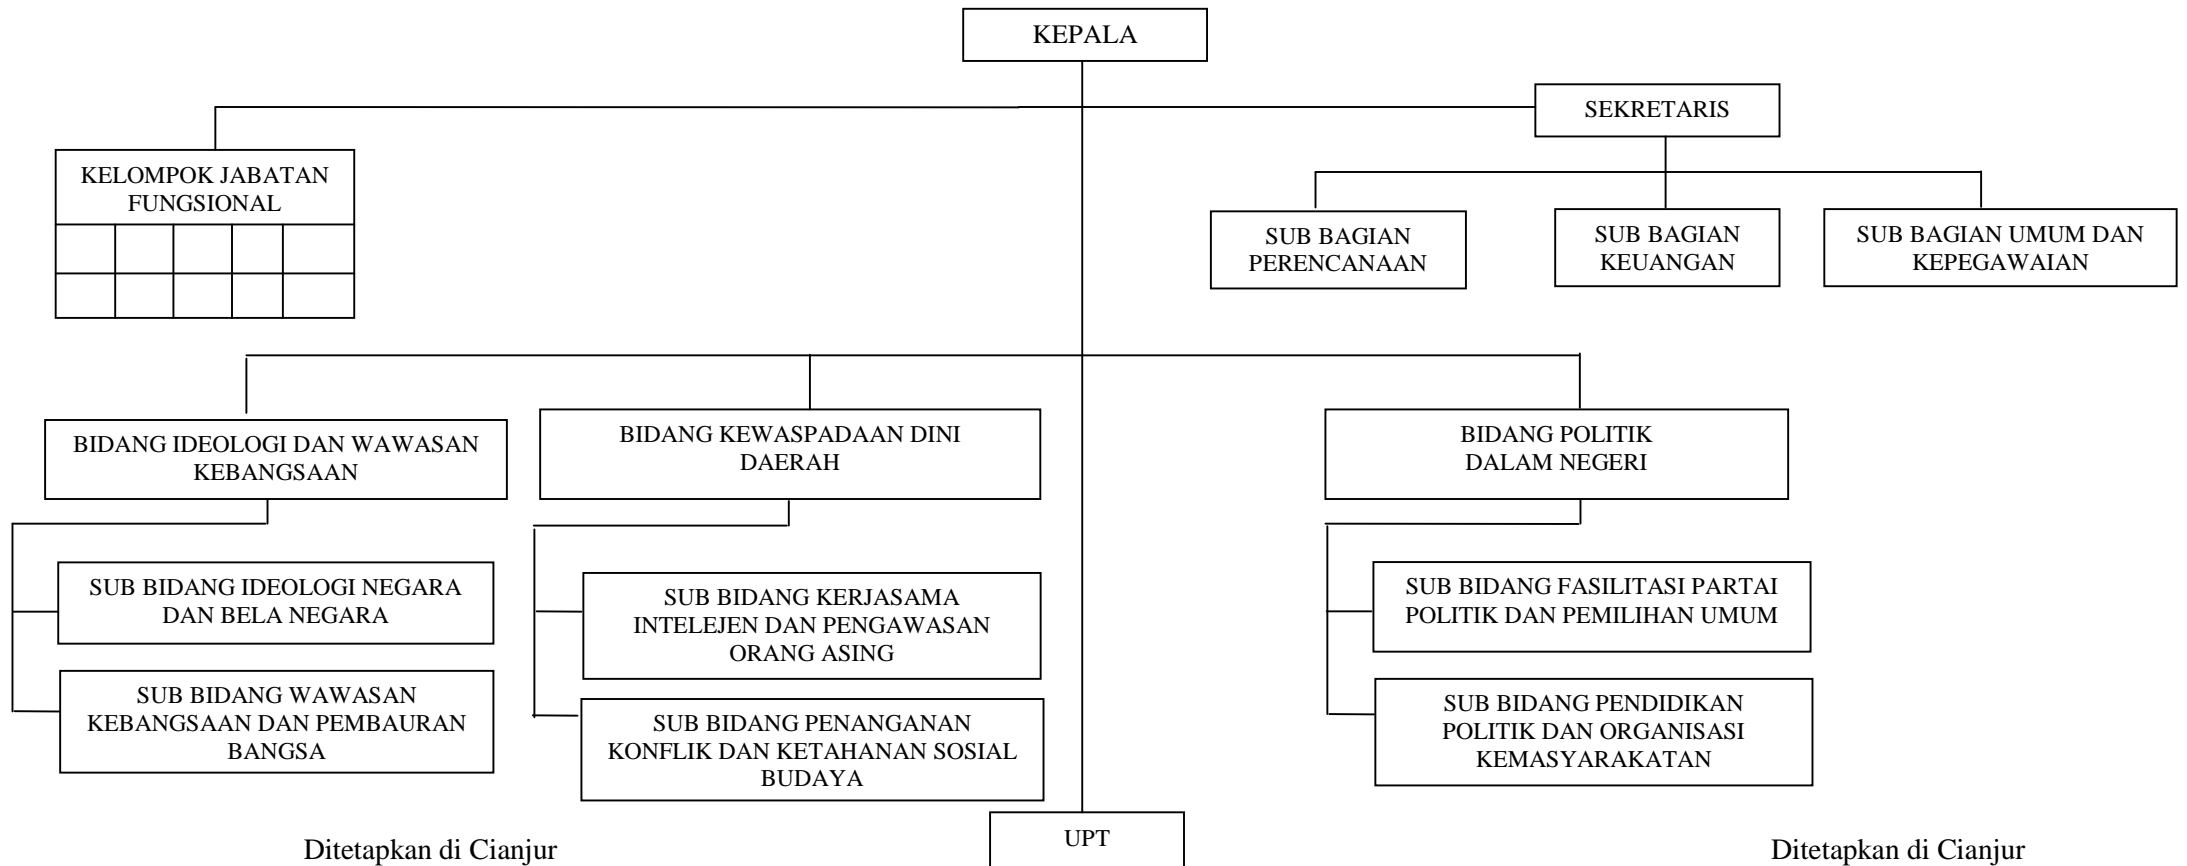 KEPALA
SEKRETARIS
KELOMPOK JABATAN
FUNGSIONAL
SUB BAGIAN
PERENCANAAN
SUB BAGIAN
KEUANGAN
SUB BAGIAN UMUM DAN
KEPEGAWAIAN
BIDANG IDEOLOGI DAN WAWASAN
KEBANGSAAN
BIDANG KEWASPADAAN DINI
DAERAH
BIDANG POLITIK
DALAM NEGERI
SUB BIDANG IDEOLOGI NEGARA
DAN BELA NEGARA
SUB BIDANG WAWASAN
KEBANGSAAN DAN PEMBAURAN
BANGSA
SUB BIDANG KERJASAMA
INTELEJEN DAN PENGAWASAN
ORANG ASING
SUB BIDANG PENANGANAN
KONFLIK DAN KETAHANAN SOSIAL
BUDAYA
SUB BIDANG FASILITASI PARTAI
POLITIK DAN PEMILIHAN UMUM
SUB BIDANG PENDIDIKAN
POLITIK DAN ORGANISASI
KEMASYARAKATAN
UPT
Ditetapkan di Cianjur
Ditetapkan di Cianjur